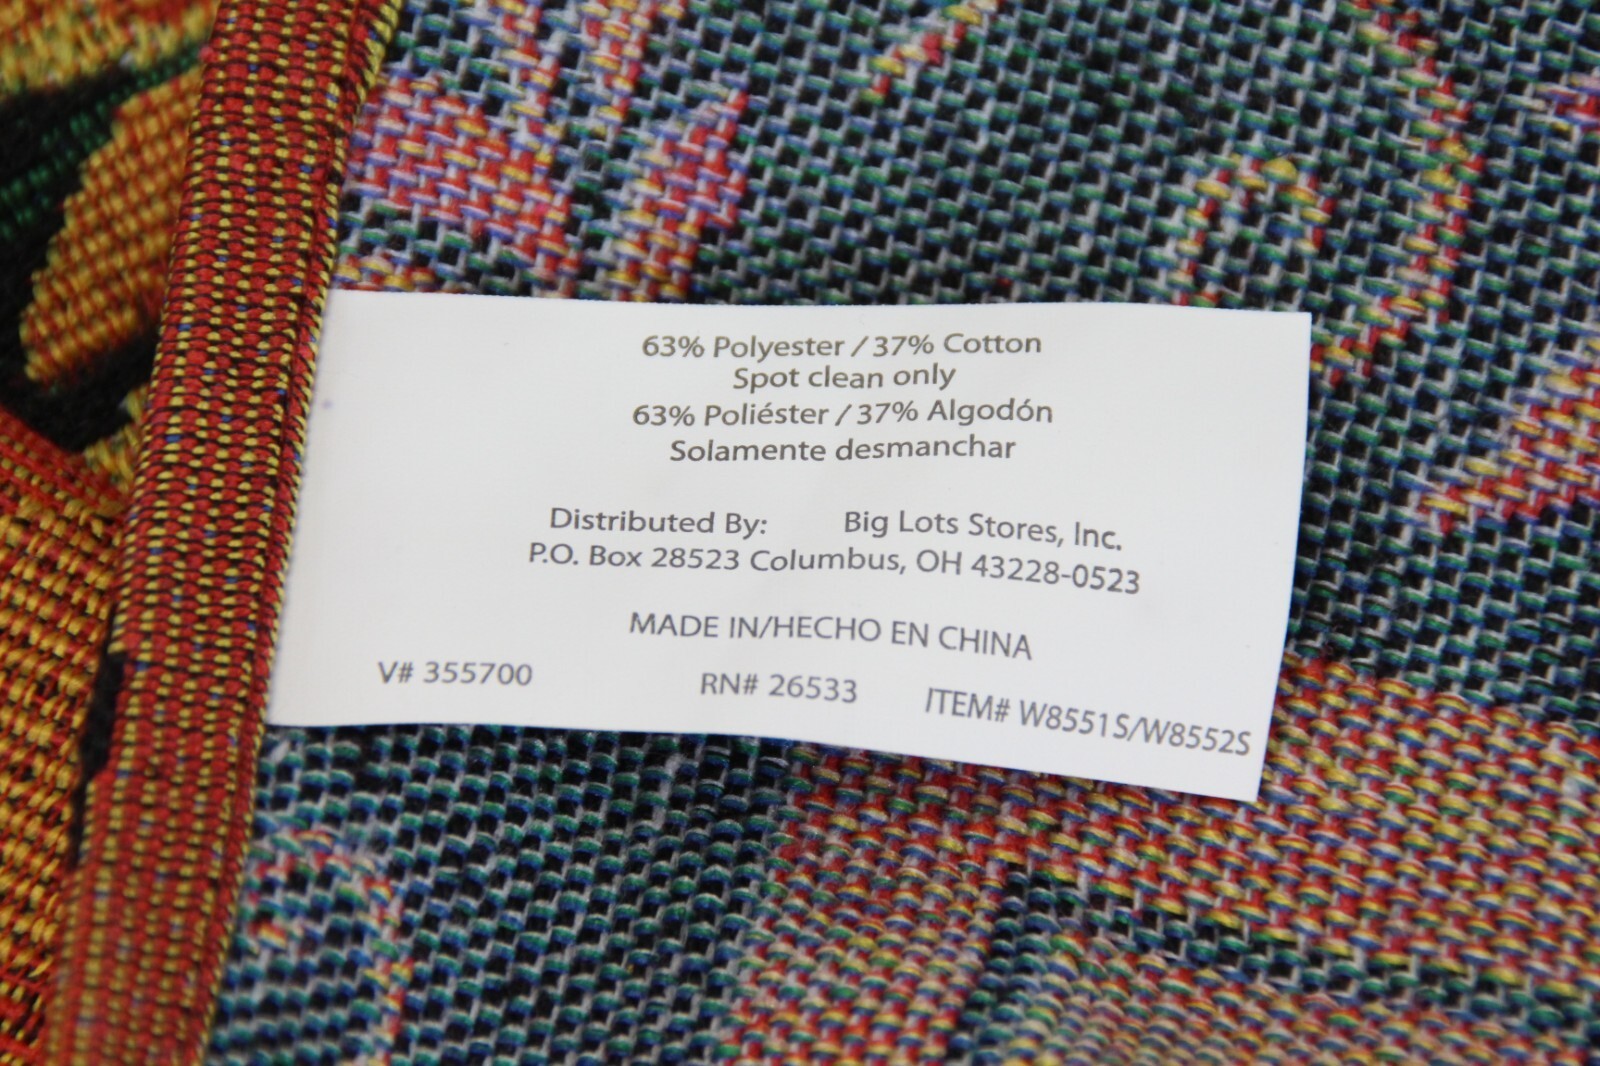 63% Polyester / 37% Cotton
Spot clean only
63% Poliéster / 37% Algodón
Solamente desmanchar
Distributed By: Big Lots Stores, Inc.
P.O. Box 28523 Columbus, OH 43228-0523
MADE IN/HECHO EN CHINA
V# 355700 RN# 26533 ITEM# W8551S/W8552S